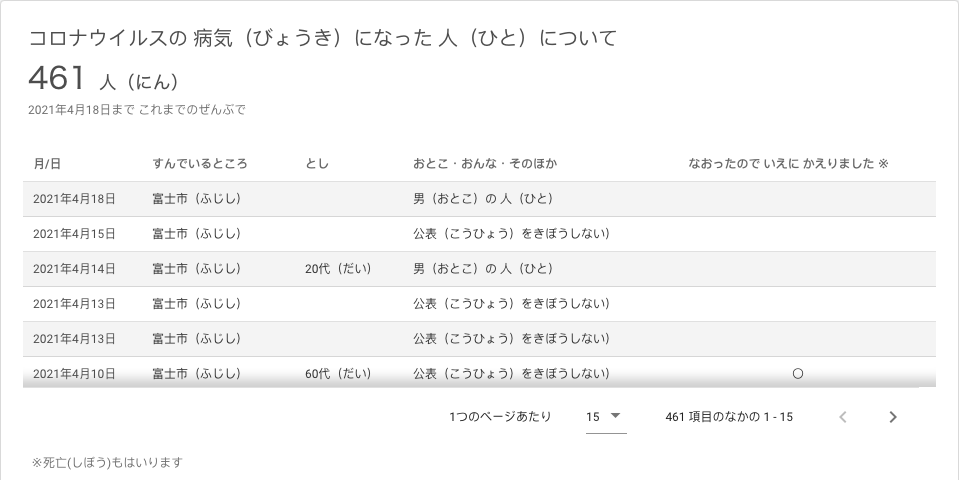 コロナウイルスの 病気（びょうき）になった 人（ひと）について
461 人（にん）
2021年4月18日まで これまでのぜんぶで
月/日 すんでいるところ とし おとこ・おんな・そのほか なおったので いえに かえりました ※
2021年4月18日 富士市（ふじし） 男（おとこ）の 人（ひと）
2021年4月15日 富士市（ふじし） 公表（こうひょう）をきぼうしない）
2021年4月14日 富士市（ふじし） 20代（だい） 男（おとこ）の 人（ひと）
2021年4月13日 富士市（ふじし） 公表（こうひょう）をきぼうしない）
2021年4月13日 富士市（ふじし） 公表（こうひょう）をきぼうしない）
2021年4月10日 富士市（ふじし） 60代（だい） 公表（こうひょう）をきぼうしない） ○
1つのページあたり 15 461 項目のなかの 1 - 15
※死亡(しぼう)もはいります